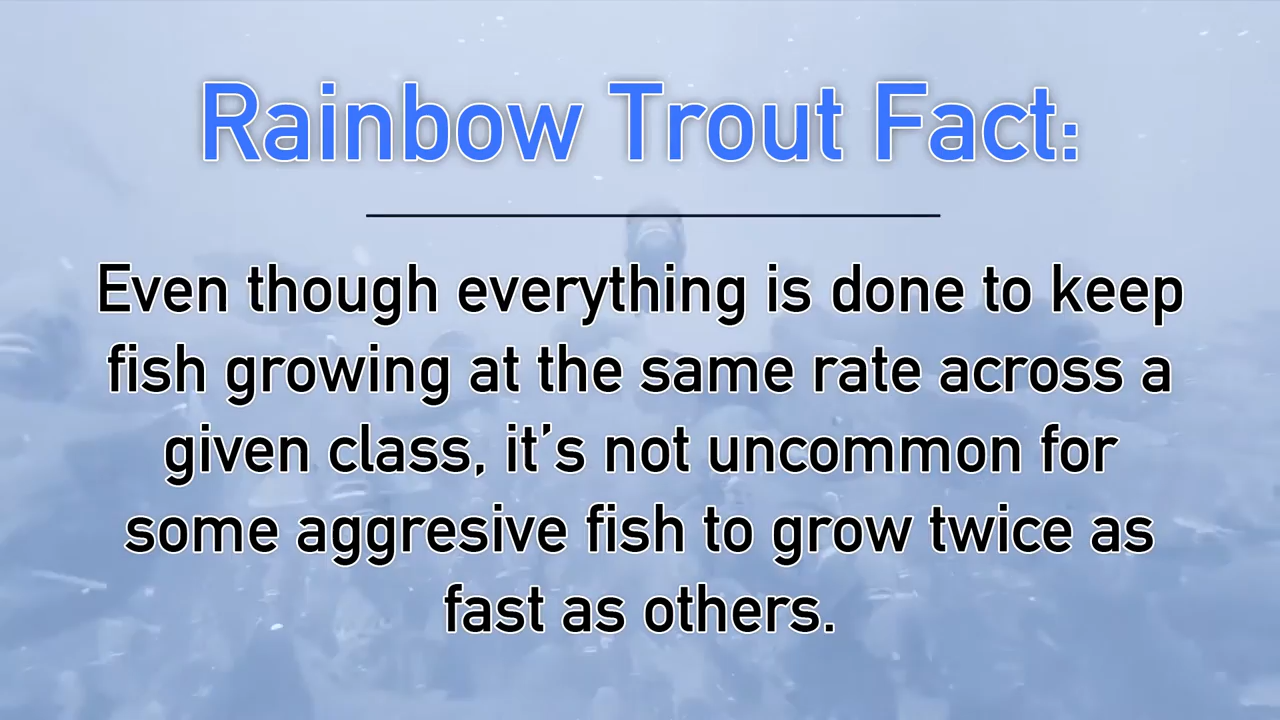 Rainbow Trout Fact:
Even though everything is done to keep
fish growing at the same rate across a
given class, it’s not uncommon for
some aggresive fish to grow twice as
fast as others.